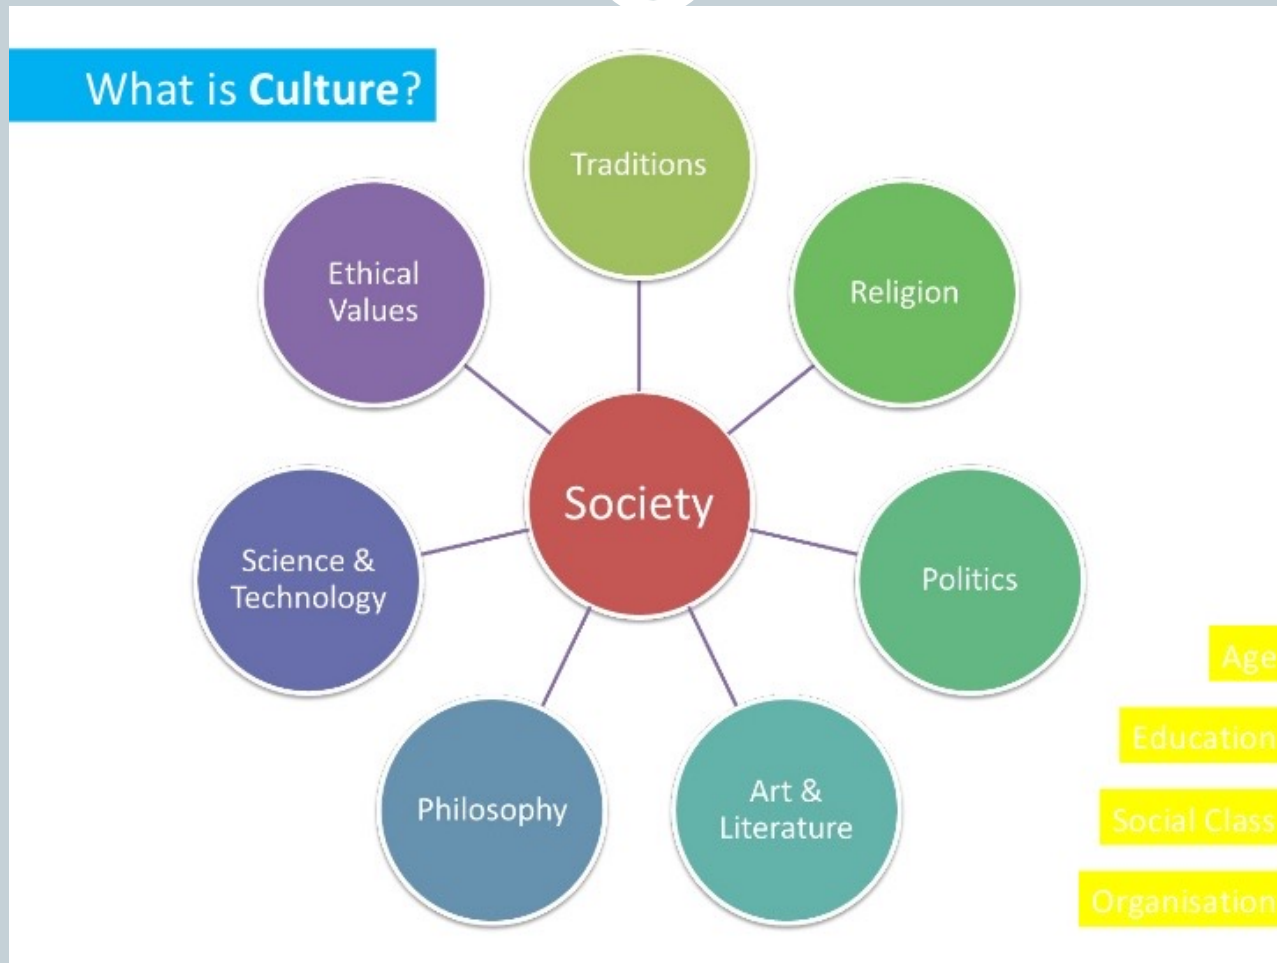 What is Culture?
Traditions
Religion
Politics
Art &
Literature
Philosophy
Science &
Technology
Ethical
Values
Society
Age
Education
Social Class
Organisation